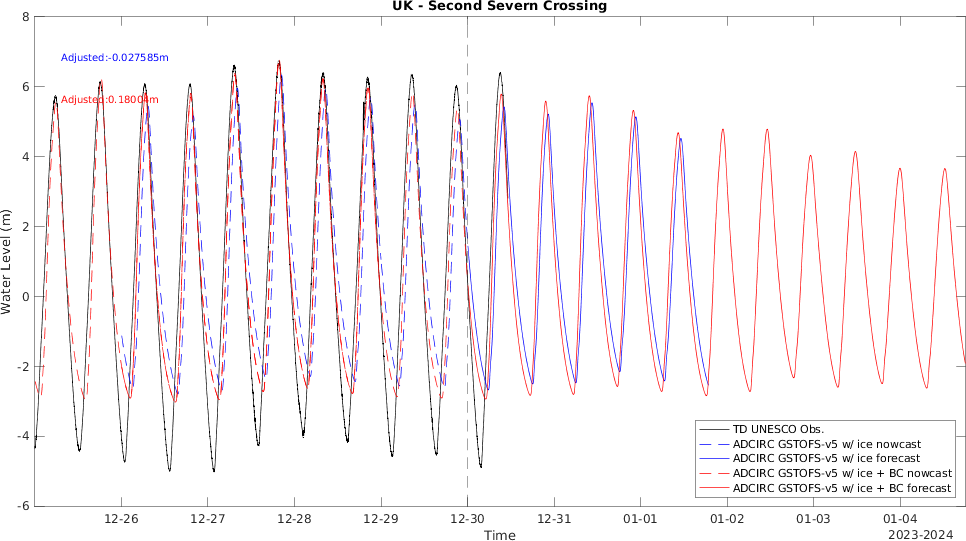 UK - Second Severn Crossing
8
6
4
2
0
-2
-4
-6
Water Level (m)
Adjusted:-0.027585m
Adjusted:0.18004m
TD UNESCO Obs.
ADCIRC GSTOFS-v5 w/ ice nowcast
ADCIRC GSTOFS-v5 w/ ice forecast
ADCIRC GSTOFS-v5 w/ ice + BC nowcast
ADCIRC GSTOFS-v5 w/ ice + BC forecast
12-26 12-27 12-28 12-29 12-30 12-31 01-01 01-02 01-03 01-04
Time
2023-2024